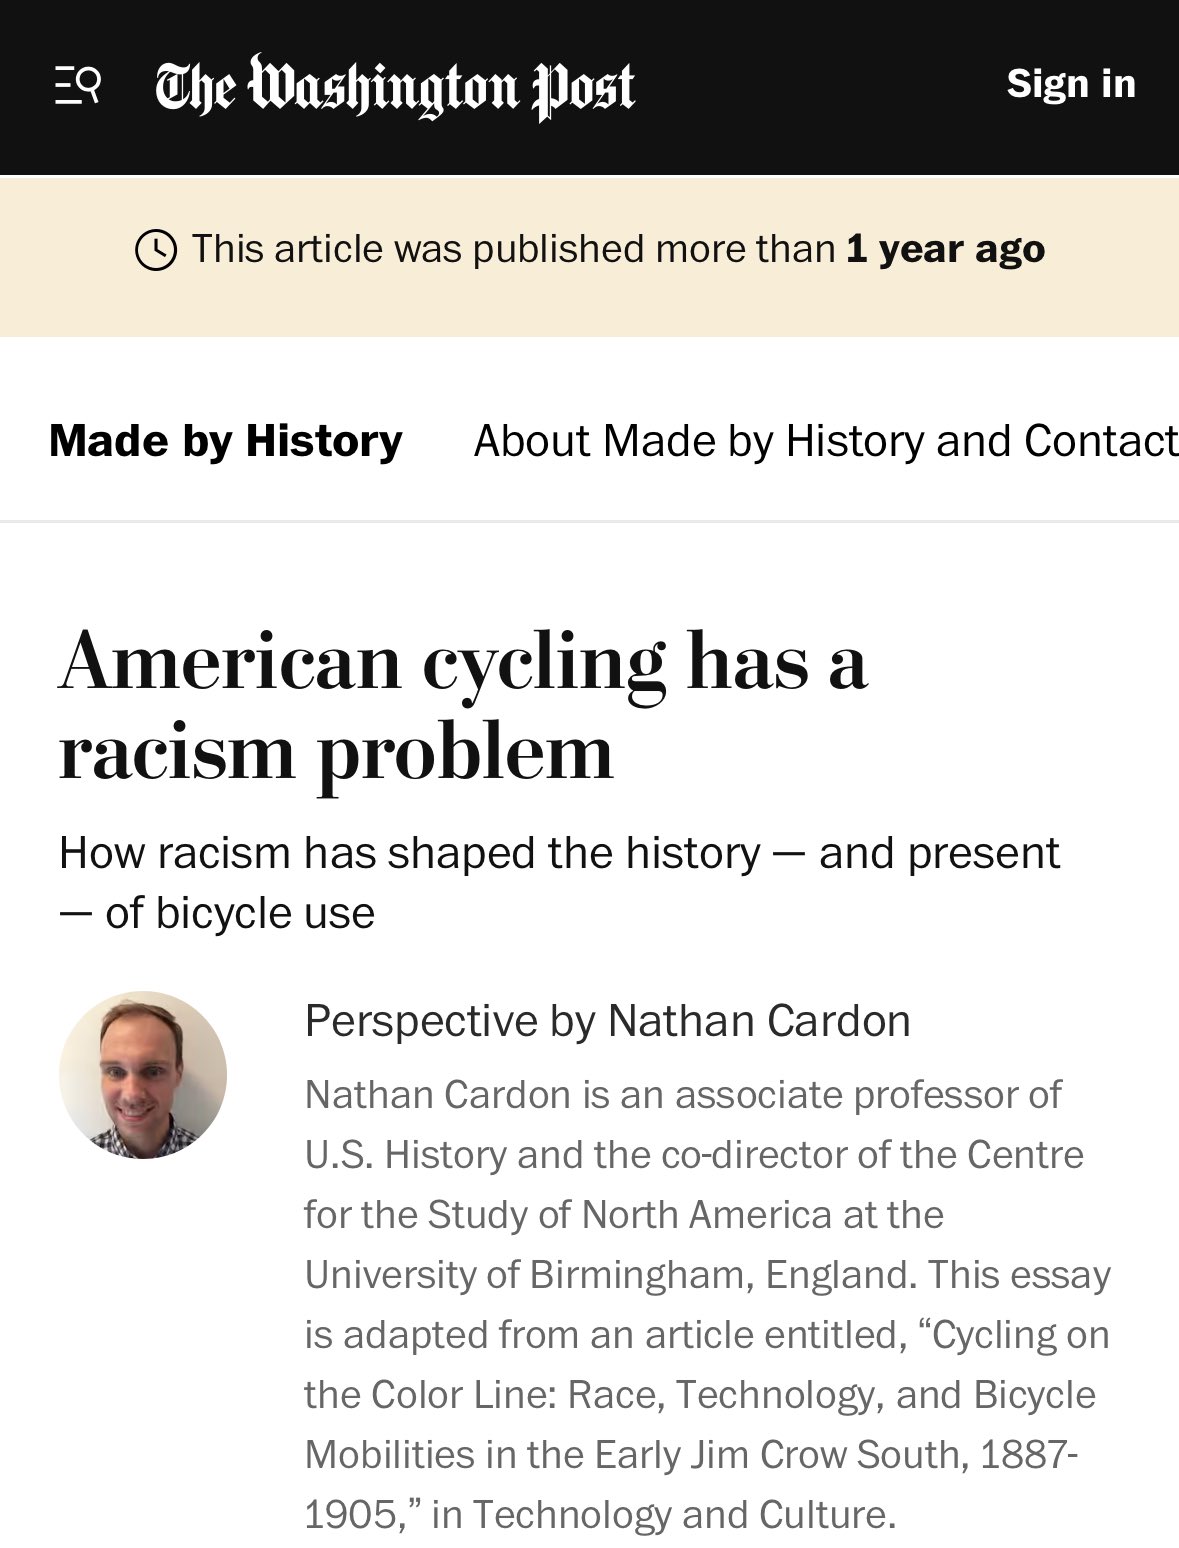 The Washington Post
Sign in
This article was published more than 1 year ago
Made by History
About Made by History and Contact
American cycling has a
racism problem
How racism has shaped the history — and present
— of bicycle use
Perspective by Nathan Cardon
Nathan Cardon is an associate professor of
U.S. History and the co-director of the Centre
for the Study of North America at the
University of Birmingham, England. This essay
is adapted from an article entitled, “Cycling on
the Color Line: Race, Technology, and Bicycle
Mobilities in the Early Jim Crow South, 1887-
1905,” in Technology and Culture.